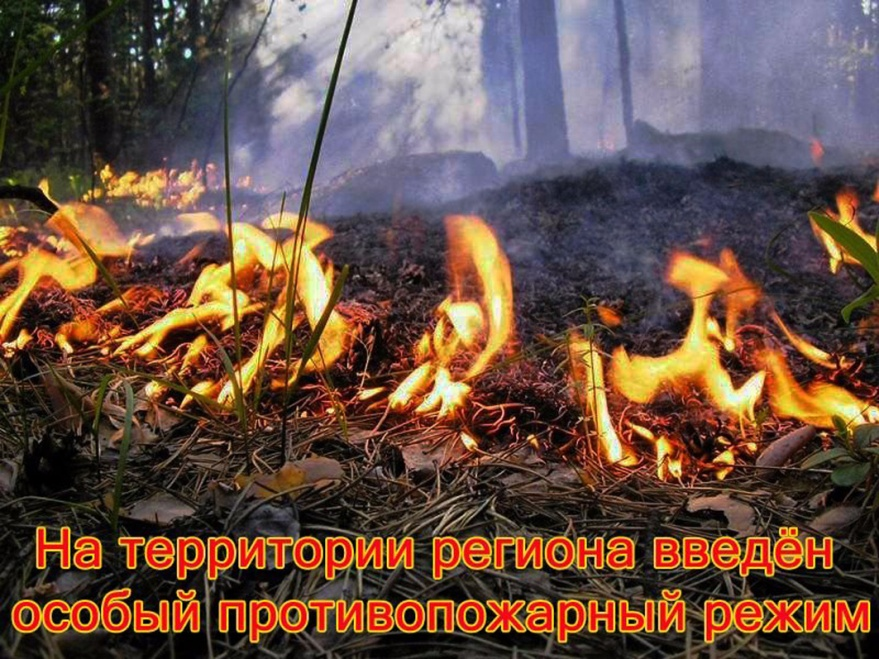 На территории региона введён
особый противопожарный режим